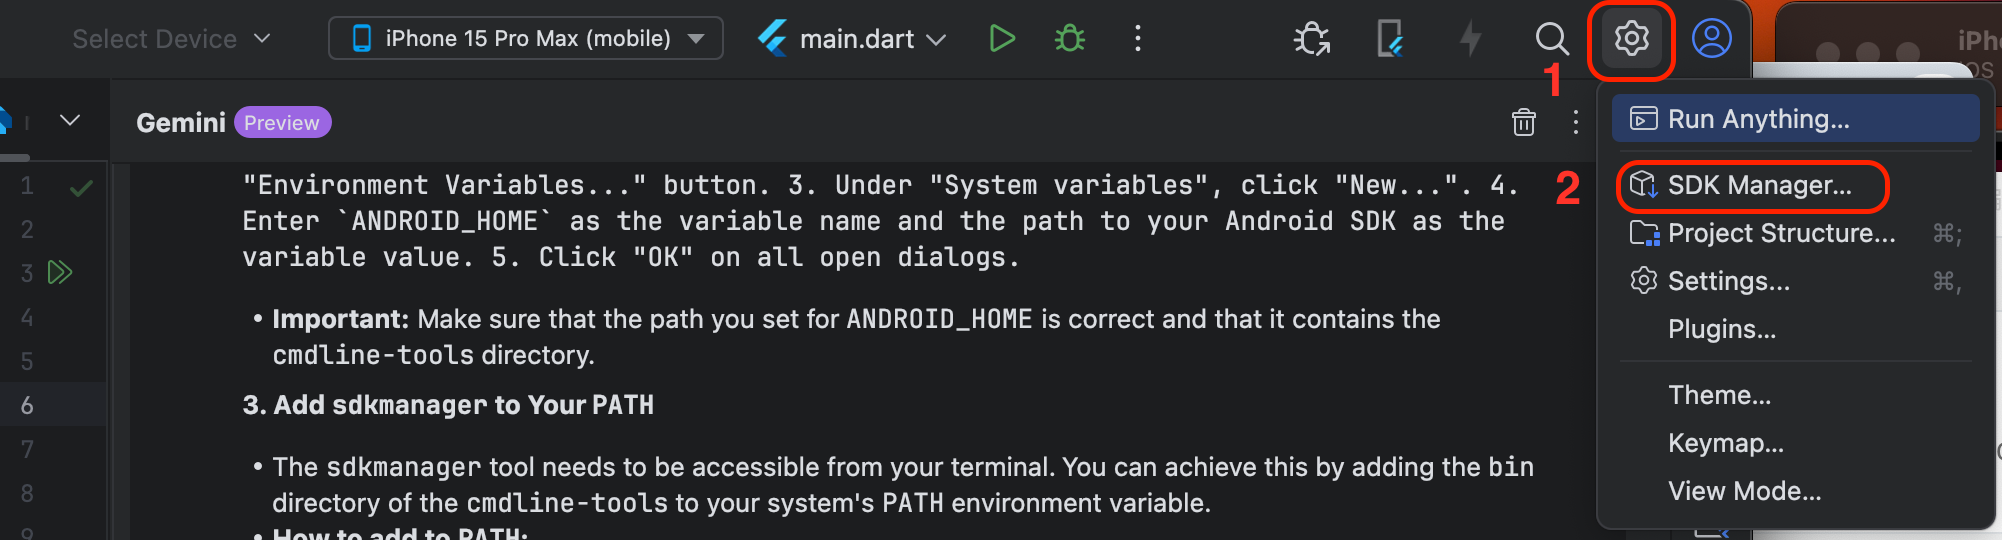 Select Device
iPhone 15 Pro Max (mobile)
main.dart
1
Gemini
Preview
"Environment Variables..." button. 3. Under "System variables", click "New...". 4.
Enter `ANDROID_HOME` as the variable name and the path to your Android SDK as the
variable value. 5. Click "OK" on all open dialogs.
• Important: Make sure that the path you set for ANDROID_HOME is correct and that it contains the
cmdline-tools directory.
3. Add sdkmanager to Your PATH
• The sdkmanager tool needs to be accessible from your terminal. You can achieve this by adding the bin
directory of the cmdline-tools to your system's PATH environment variable.
• How to add to PATH:
1
2
3
4
5
6
7
8
9
2
Run Anything...
SDK Manager...
Project Structure... ⌘;
Settings... ⌘,
Plugins...
Theme...
Keymap...
View Mode...
iPh
iOS